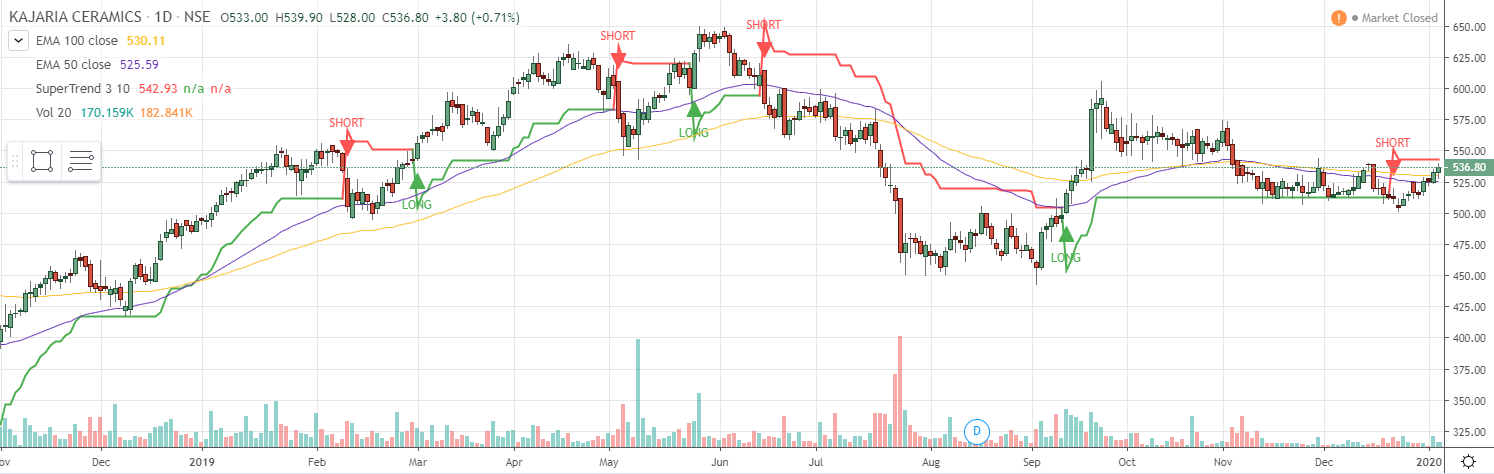 KAJARIA CERAMICS · 1D · NSE O533.00 H539.90 L528.00 C536.80 +3.80 (+0.71%)
! Market Closed
EMA 100 close 530.11
EMA 50 close 525.59
SuperTrend 3 10 542.93 n/a n/a
Vol 20 170.159K 182.841K
SHORT
LONG
SHORT
LONG
SHORT
LONG
SHORT
D
650.00
625.00
600.00
575.00
550.00
536.80
525.00
500.00
475.00
450.00
425.00
400.00
375.00
350.00
325.00
ov Dec 2019 Feb Mar Apr May Jun Jul Aug Sep Oct Nov Dec 2020